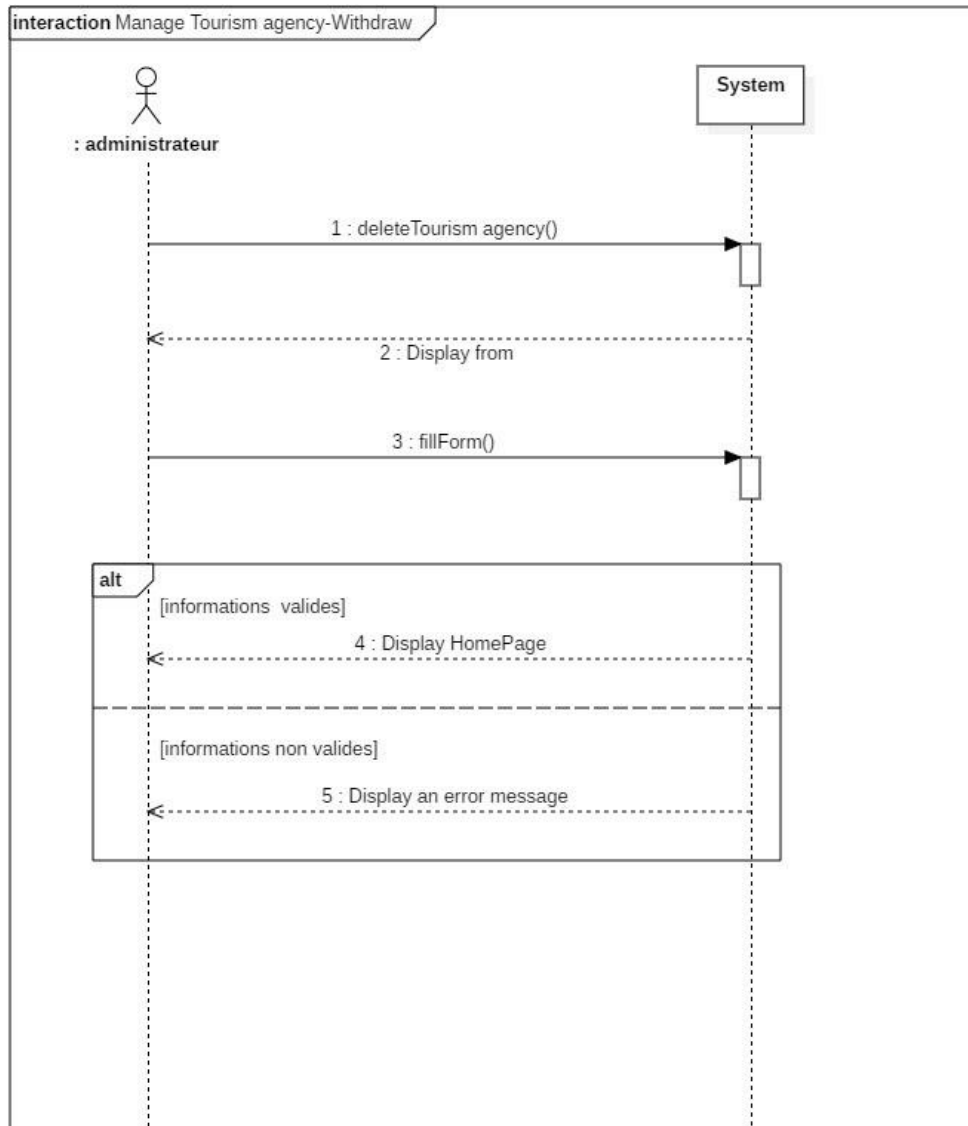 interaction Manage Tourism agency-Withdraw
System
: administrateur
1 : deleteTourism agency()
2 : Display from
3 : fillForm()
alt
[informations valides]
4 : Display HomePage
[informations non valides]
5 : Display an error message